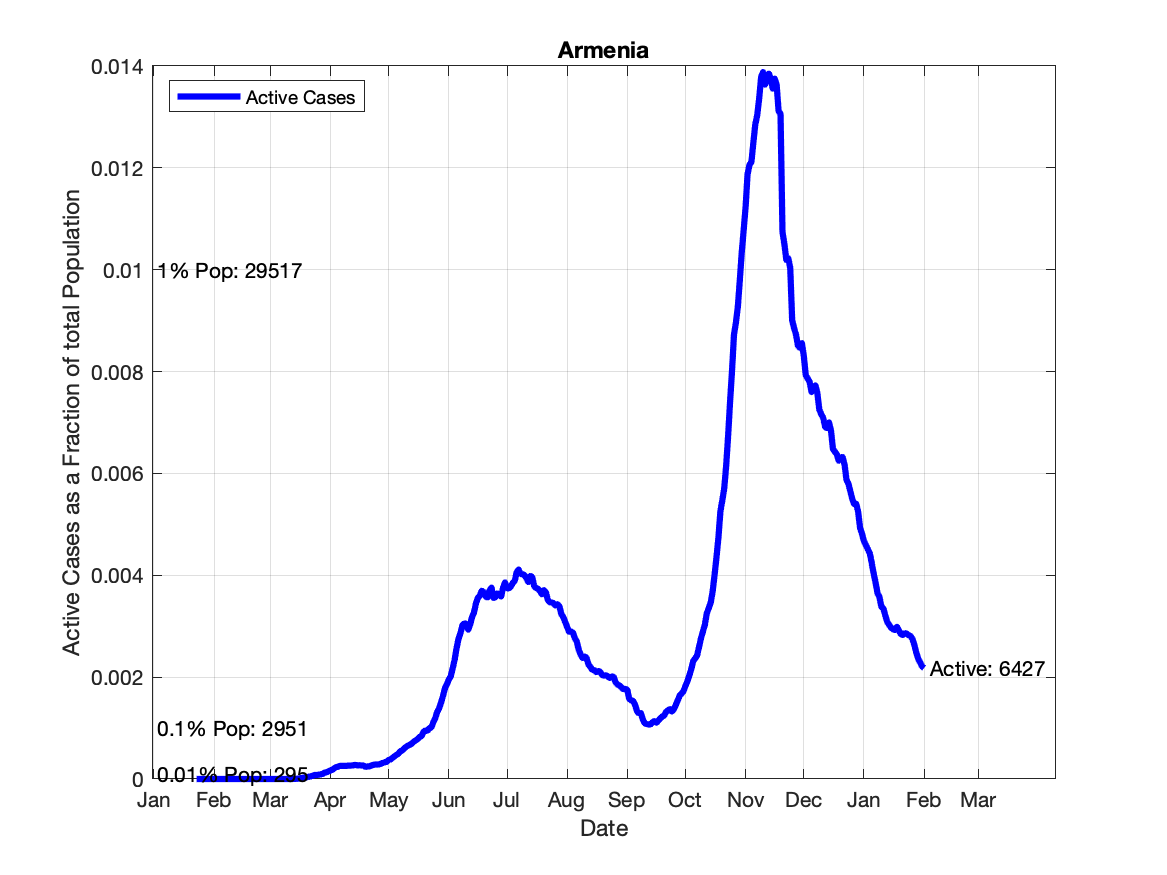 Armenia
0.014
Active Cases
0.012
0.01
1% Pop: 29517
0.008
0.006
0.004
0.002
Active: 6427
0.1% Pop: 2951
0
0.01% Pop: 295
Jan Feb Mar Apr May Jun Jul Aug Sep Oct Nov Dec Jan Feb Mar
Date
Active Cases as a Fraction of total Population